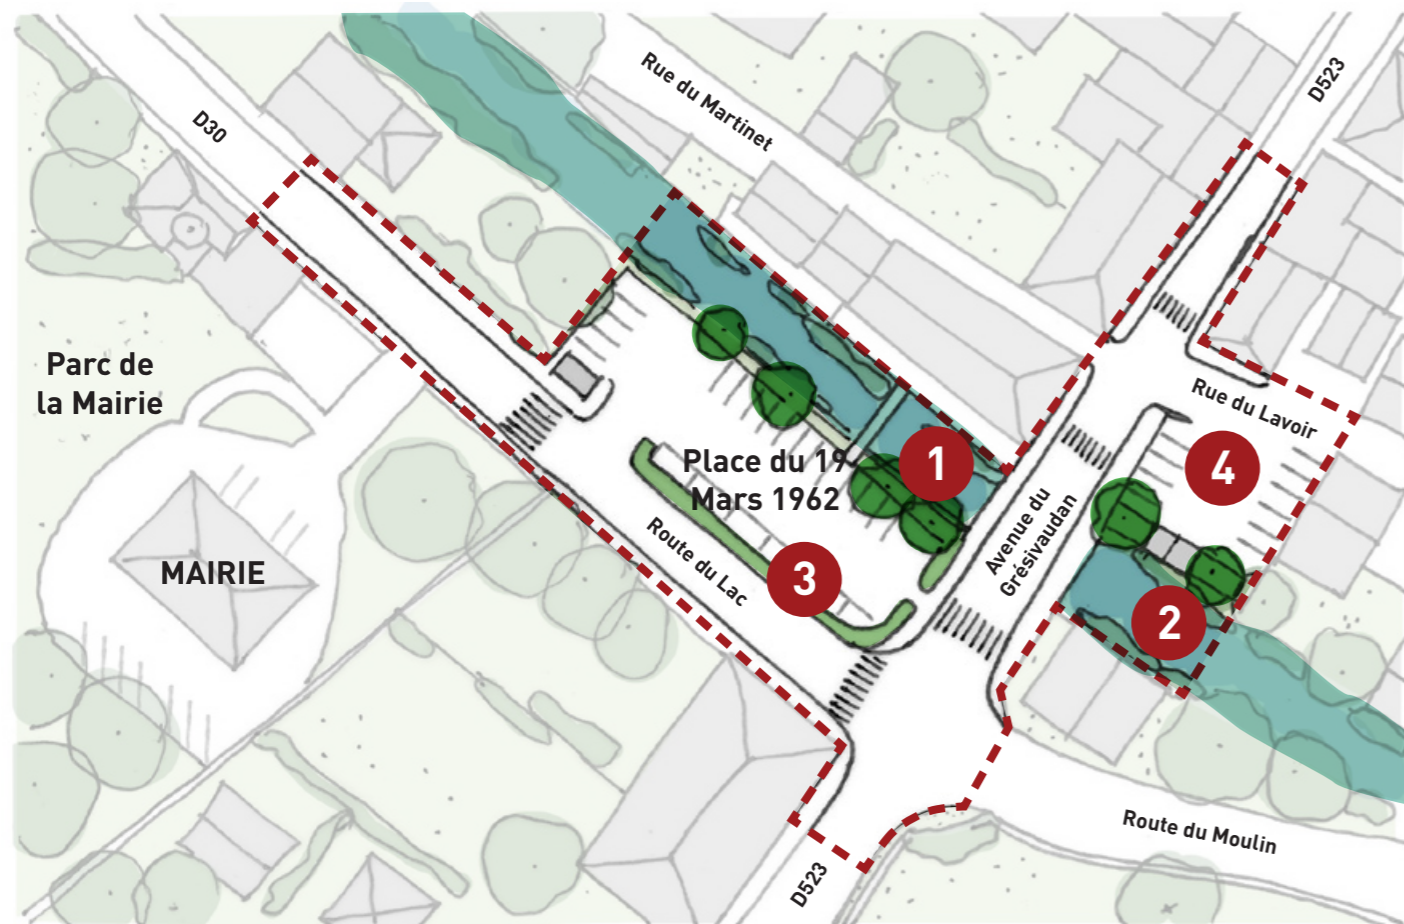 D30
Rue du Martinet
D523
Parc de
la Mairie
Rue du Lavoir
1
4
Place du 19
Mars 1962
Avenue du
Grésivaudan
Route du Lac
3
MAIRIE
2
Route du Moulin
D523